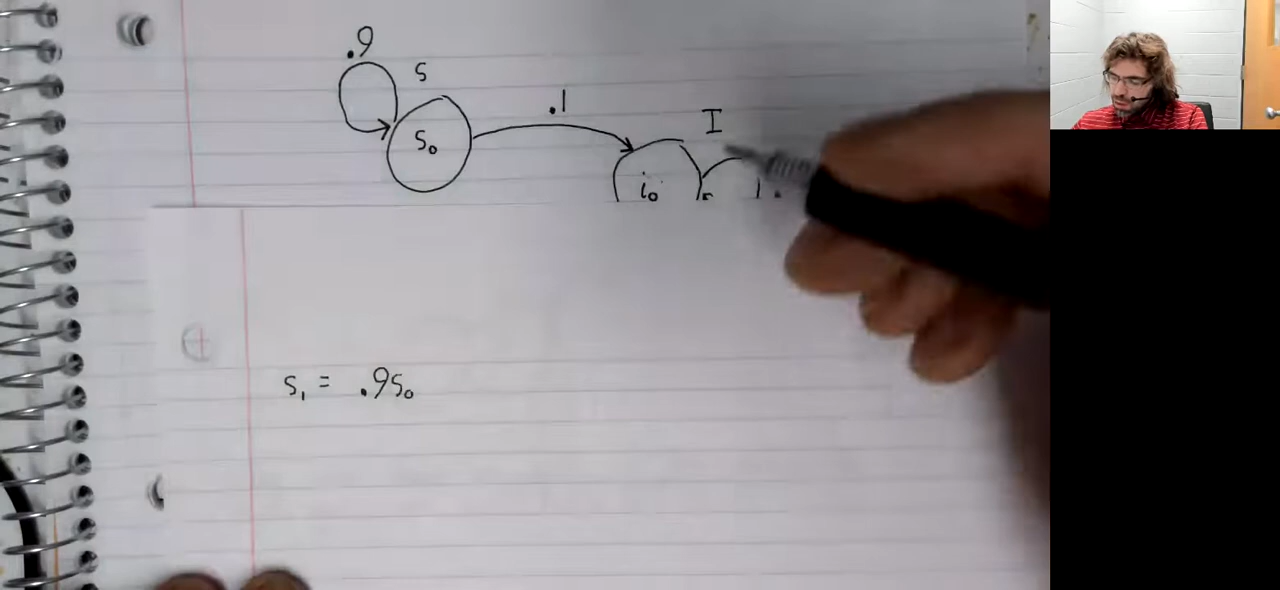 .9
S
.1
I
s₀
i₀
s₁ = .9s₀